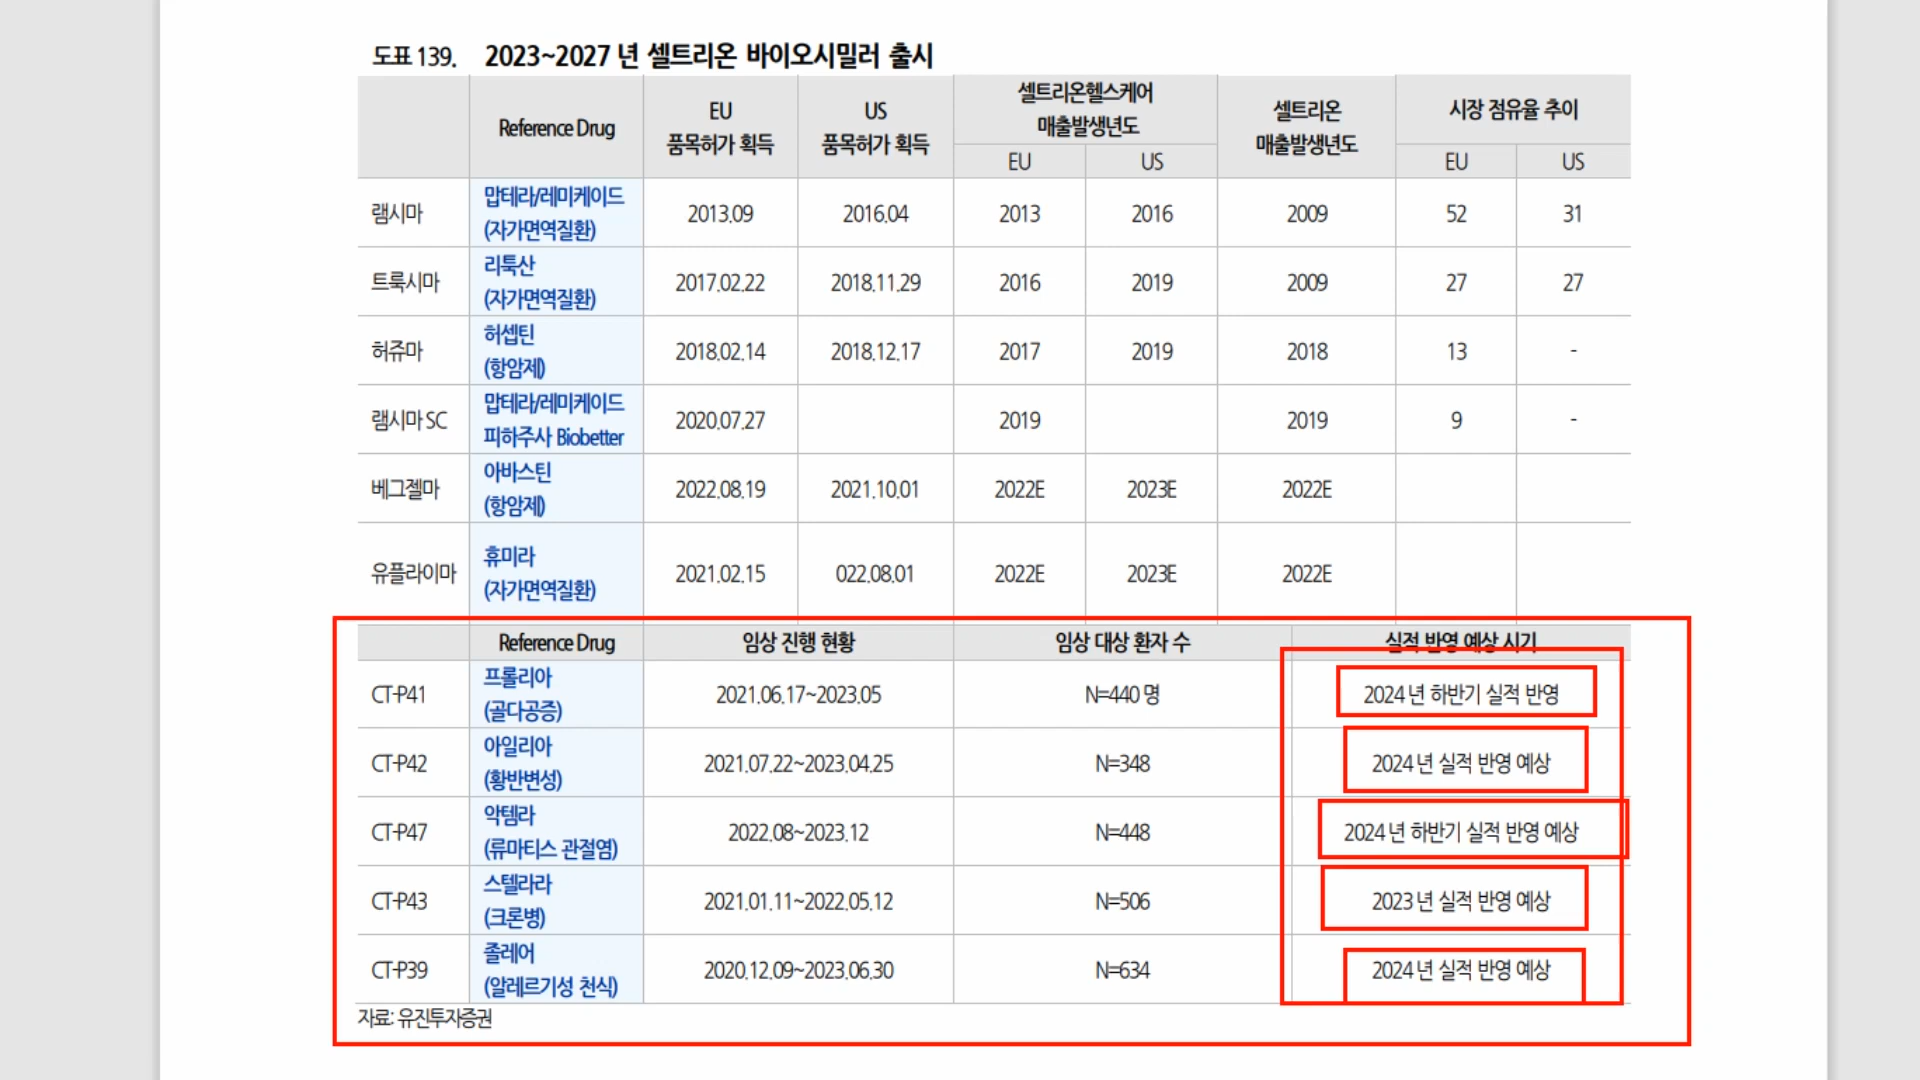 도표 139. 2023~2027 년 셀트리온 바이오시밀러 출시
Reference Drug EU 품목허가 획득 US 품목허가 획득 셀트리온헬스케어 매출발생년도 셀트리온 매출발생년도 시장 점유율 추이
EU US EU US
램시마 맙테라/레미케이드 (자가면역질환) 2013.09 2016.04 2013 2016 2009 52 31
트룩시마 리툭산 (자가면역질환) 2017.02.22 2018.11.29 2016 2019 2009 27 27
허쥬마 허셉틴 (항암제) 2018.02.14 2018.12.17 2017 2019 2018 13 -
램시마 SC 맙테라/레미케이드 피하주사 Biobetter 2020.07.27 2019 2019 9 -
베그젤마 아바스틴 (항암제) 2022.08.19 2021.10.01 2022E 2023E 2022E
유플라이마 휴미라 (자가면역질환) 2021.02.15 022.08.01 2022E 2023E 2022E
Reference Drug 임상 진행 현황 임상 대상 환자 수 실적 반영 예상 시기
CT-P41 프롤리아 (골다공증) 2021.06.17~2023.05 N=440 명 2024 년 하반기 실적 반영
CT-P42 아일리아 (황반변성) 2021.07.22~2023.04.25 N=348 2024 년 실적 반영 예상
CT-P47 악템라 (류마티스 관절염) 2022.08~2023.12 N=448 2024 년 하반기 실적 반영 예상
CT-P43 스텔라라 (크론병) 2021.01.11~2022.05.12 N=506 2023 년 실적 반영 예상
CT-P39 졸레어 (알레르기성 천식) 2020.12.09~2023.06.30 N=634 2024 년 실적 반영 예상
자료: 유진투자증권